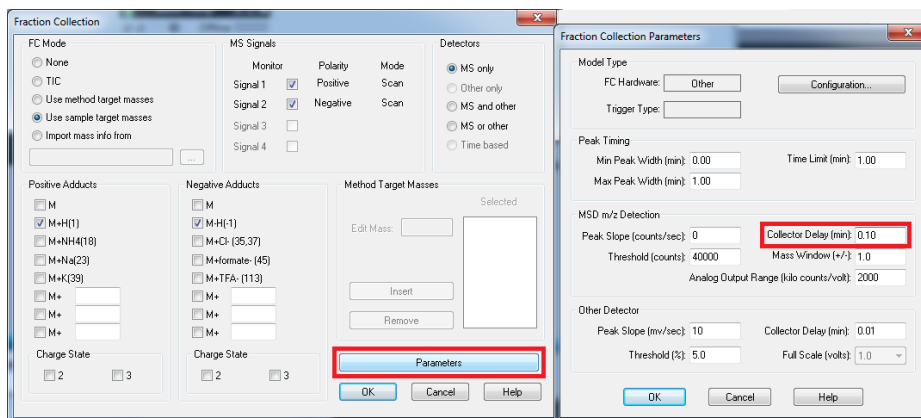 Fraction Collection
FC Mode
None
TIC
Use method target masses
Use sample target masses
Import mass info from
...
MS Signals
Monitor Polarity Mode
Signal 1 Positive Scan
Signal 2 Negative Scan
Signal 3
Signal 4
Detectors
MS only
Other only
MS and other
MS or other
Time based
Positive Adducts
M
M+H(1)
M+NH4(18)
M+Na(23)
M+K(39)
M+
M+
M+
Charge State
2 3
Negative Adducts
M
M-H(-1)
M+Cl- (35,37)
M+formate- (45)
M+TFA- (113)
M+
M+
M+
Charge State
2 3
Method Target Masses
Selected
Edit Mass:
Insert
Remove
Parameters
OK Cancel Help
Fraction Collection Parameters
Model Type
FC Hardware: Other Configuration...
Trigger Type:
Peak Timing
Min Peak Width (min): 0.00 Time Limit (min): 1.00
Max Peak Width (min): 1.00
MSD m/z Detection
Peak Slope (counts/sec): 0 Collector Delay (min): 0.10
Threshold (counts): 40000 Mass Window (+/-): 1.0
Analog Output Range (kilo counts/volt): 2000
Other Detector
Peak Slope (mv/sec): 10 Collector Delay (min): 0.01
Threshold (%): 5.0 Full Scale (volts): 1.0
OK Cancel Help